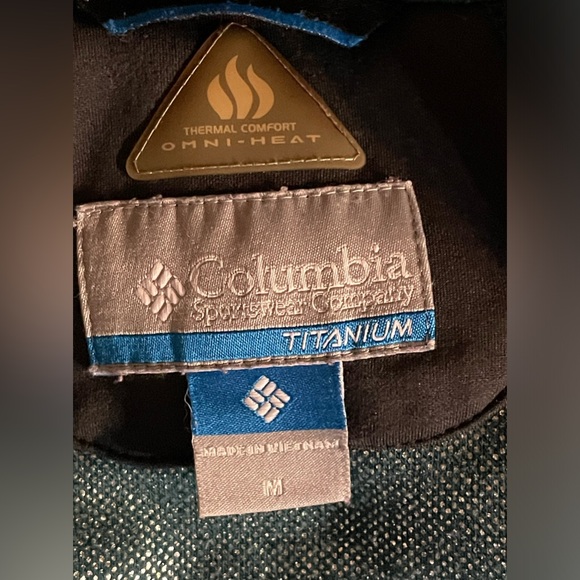 THERMAL COMFORT
OMNI-HEAT
Columbia
Sportswear Company
TITANIUM
MADE IN VIETNAM
M